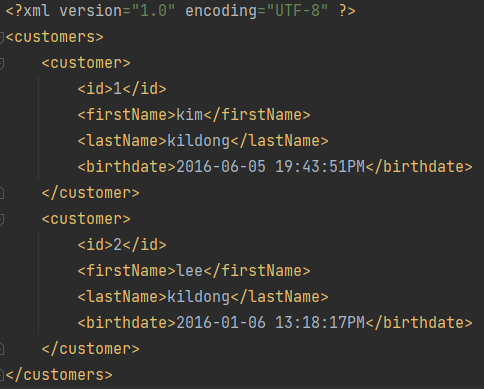 <?xml version="1.0" encoding="UTF-8" ?>
<customers>
    <customer>
        <id>1</id>
        <firstName>kim</firstName>
        <lastName>kildong</lastName>
        <birthdate>2016-06-05 19:43:51PM</birthdate>
    </customer>
    <customer>
        <id>2</id>
        <firstName>lee</firstName>
        <lastName>kildong</lastName>
        <birthdate>2016-01-06 13:18:17PM</birthdate>
    </customer>
</customers>